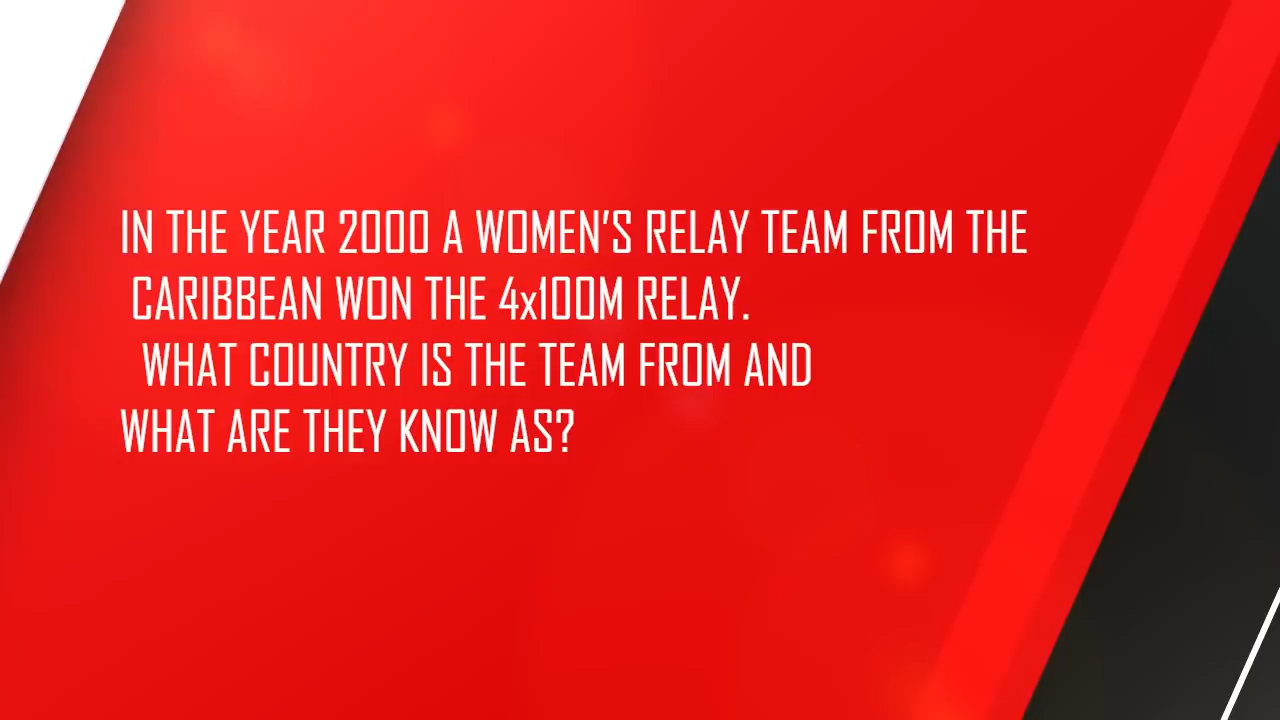 IN THE YEAR 2000 A WOMEN'S RELAY TEAM FROM THE
CARIBBEAN WON THE 4x100M RELAY.
WHAT COUNTRY IS THE TEAM FROM AND
WHAT ARE THEY KNOW AS?